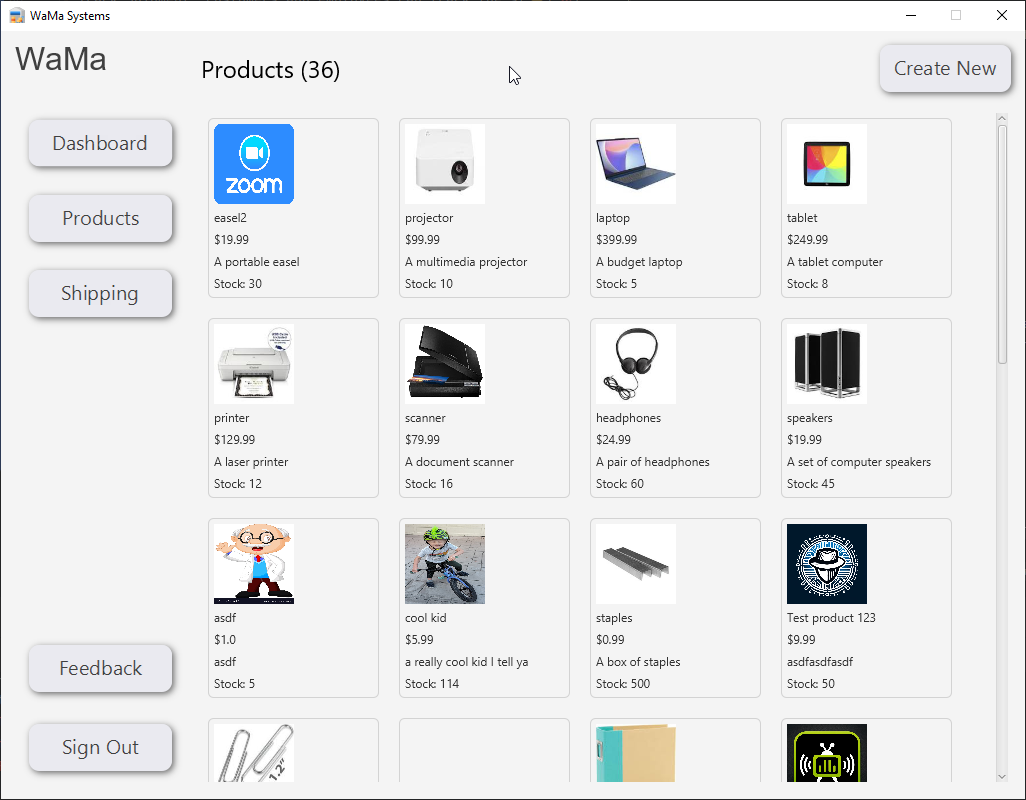 WaMa Systems
WaMa
Products (36)
Create New
Dashboard
Products
Shipping
Feedback
Sign Out
zoom
easel2
$19.99
A portable easel
Stock: 30
projector
$99.99
A multimedia projector
Stock: 10
laptop
$399.99
A budget laptop
Stock: 5
tablet
$249.99
A tablet computer
Stock: 8
printer
$129.99
A laser printer
Stock: 12
scanner
$79.99
A document scanner
Stock: 16
headphones
$24.99
A pair of headphones
Stock: 60
speakers
$19.99
A set of computer speakers
Stock: 45
asdf
$1.0
asdf
Stock: 5
cool kid
$5.99
a really cool kid I tell ya
Stock: 114
staples
$0.99
A box of staples
Stock: 500
Test product 123
$9.99
asdfasdfasdf
Stock: 50
1.2"